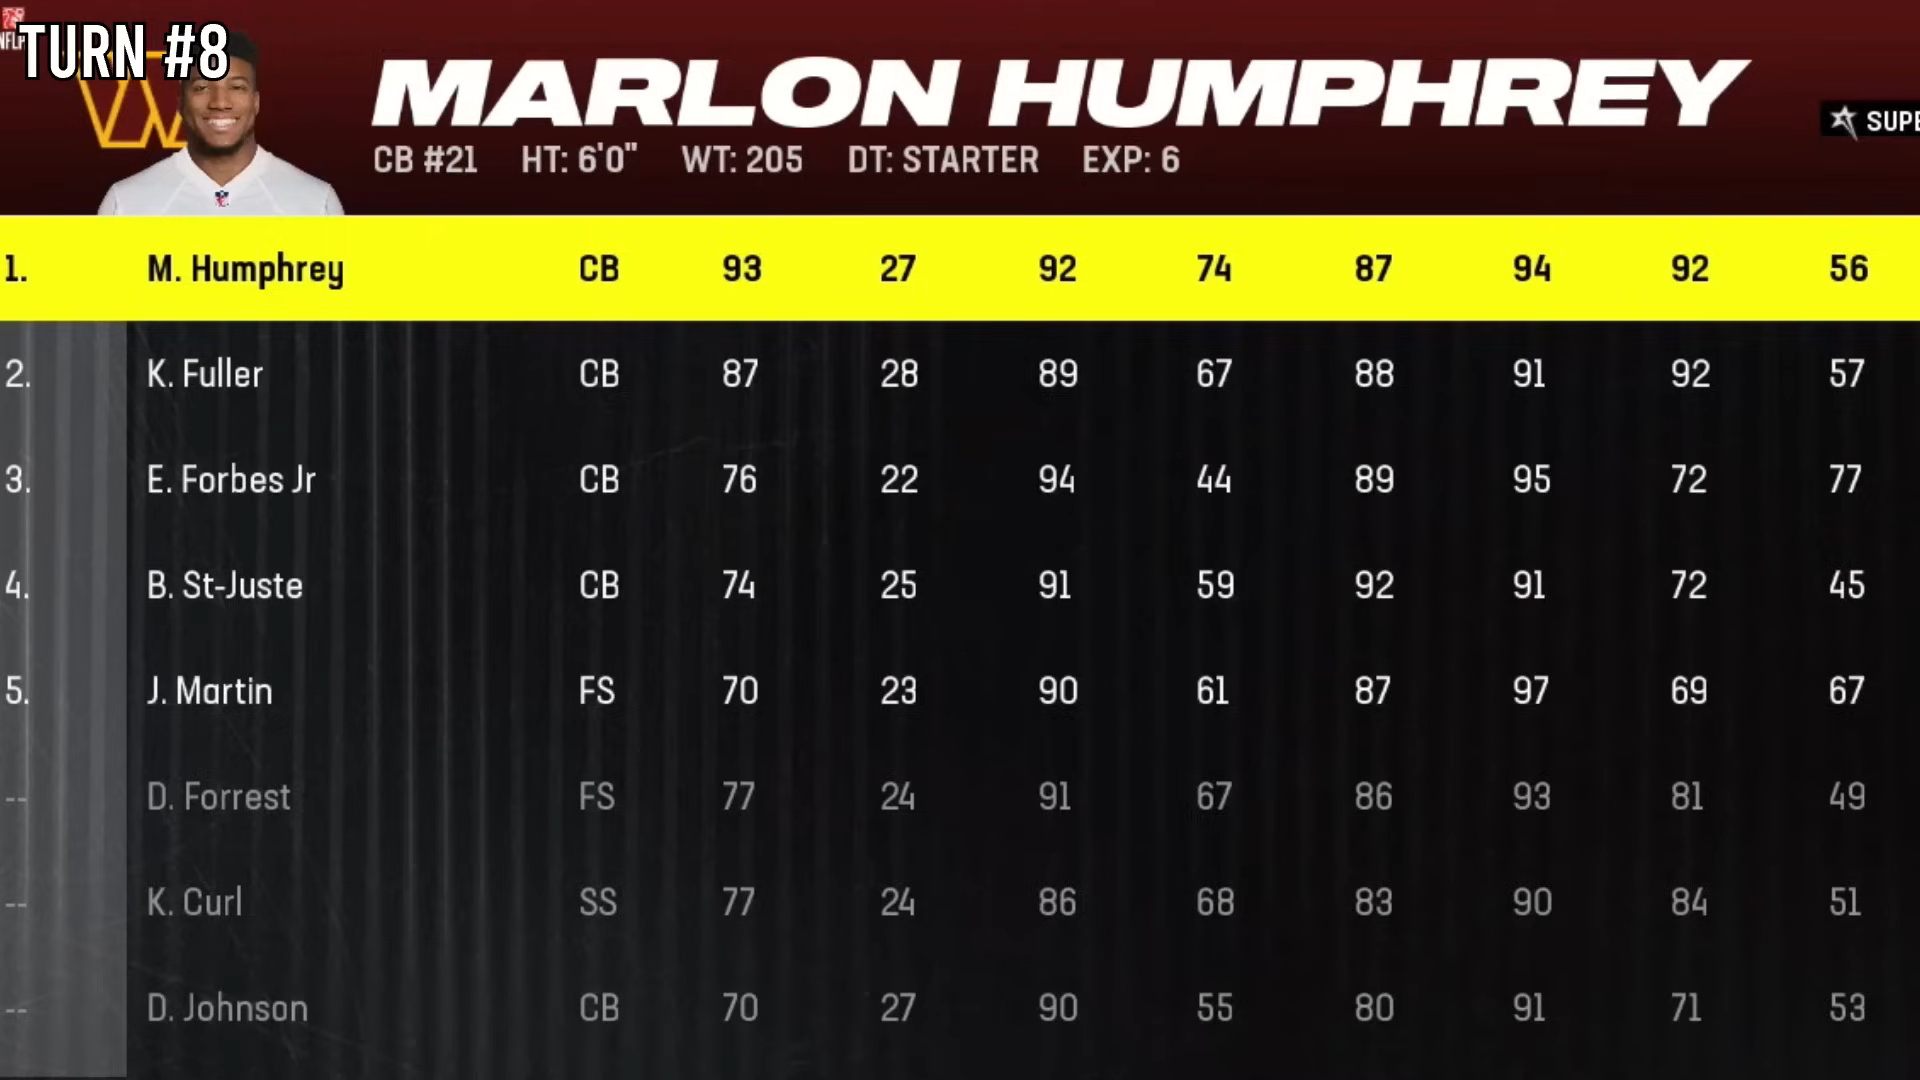 NFLP
TURN #8
MARLON HUMPHREY
CB #21 HT: 6'0" WT: 205 DT: STARTER EXP: 6
SUPE
1. M. Humphrey CB 93 27 92 74 87 94 92 56
2. K. Fuller CB 87 28 89 67 88 91 92 57
3. E. Forbes Jr CB 76 22 94 44 89 95 72 77
4. B. St-Juste CB 74 25 91 59 92 91 72 45
5. J. Martin FS 70 23 90 61 87 97 69 67
-- D. Forrest FS 77 24 91 67 86 93 81 49
-- K. Curl SS 77 24 86 68 83 90 84 51
-- D. Johnson CB 70 27 90 55 80 91 71 53